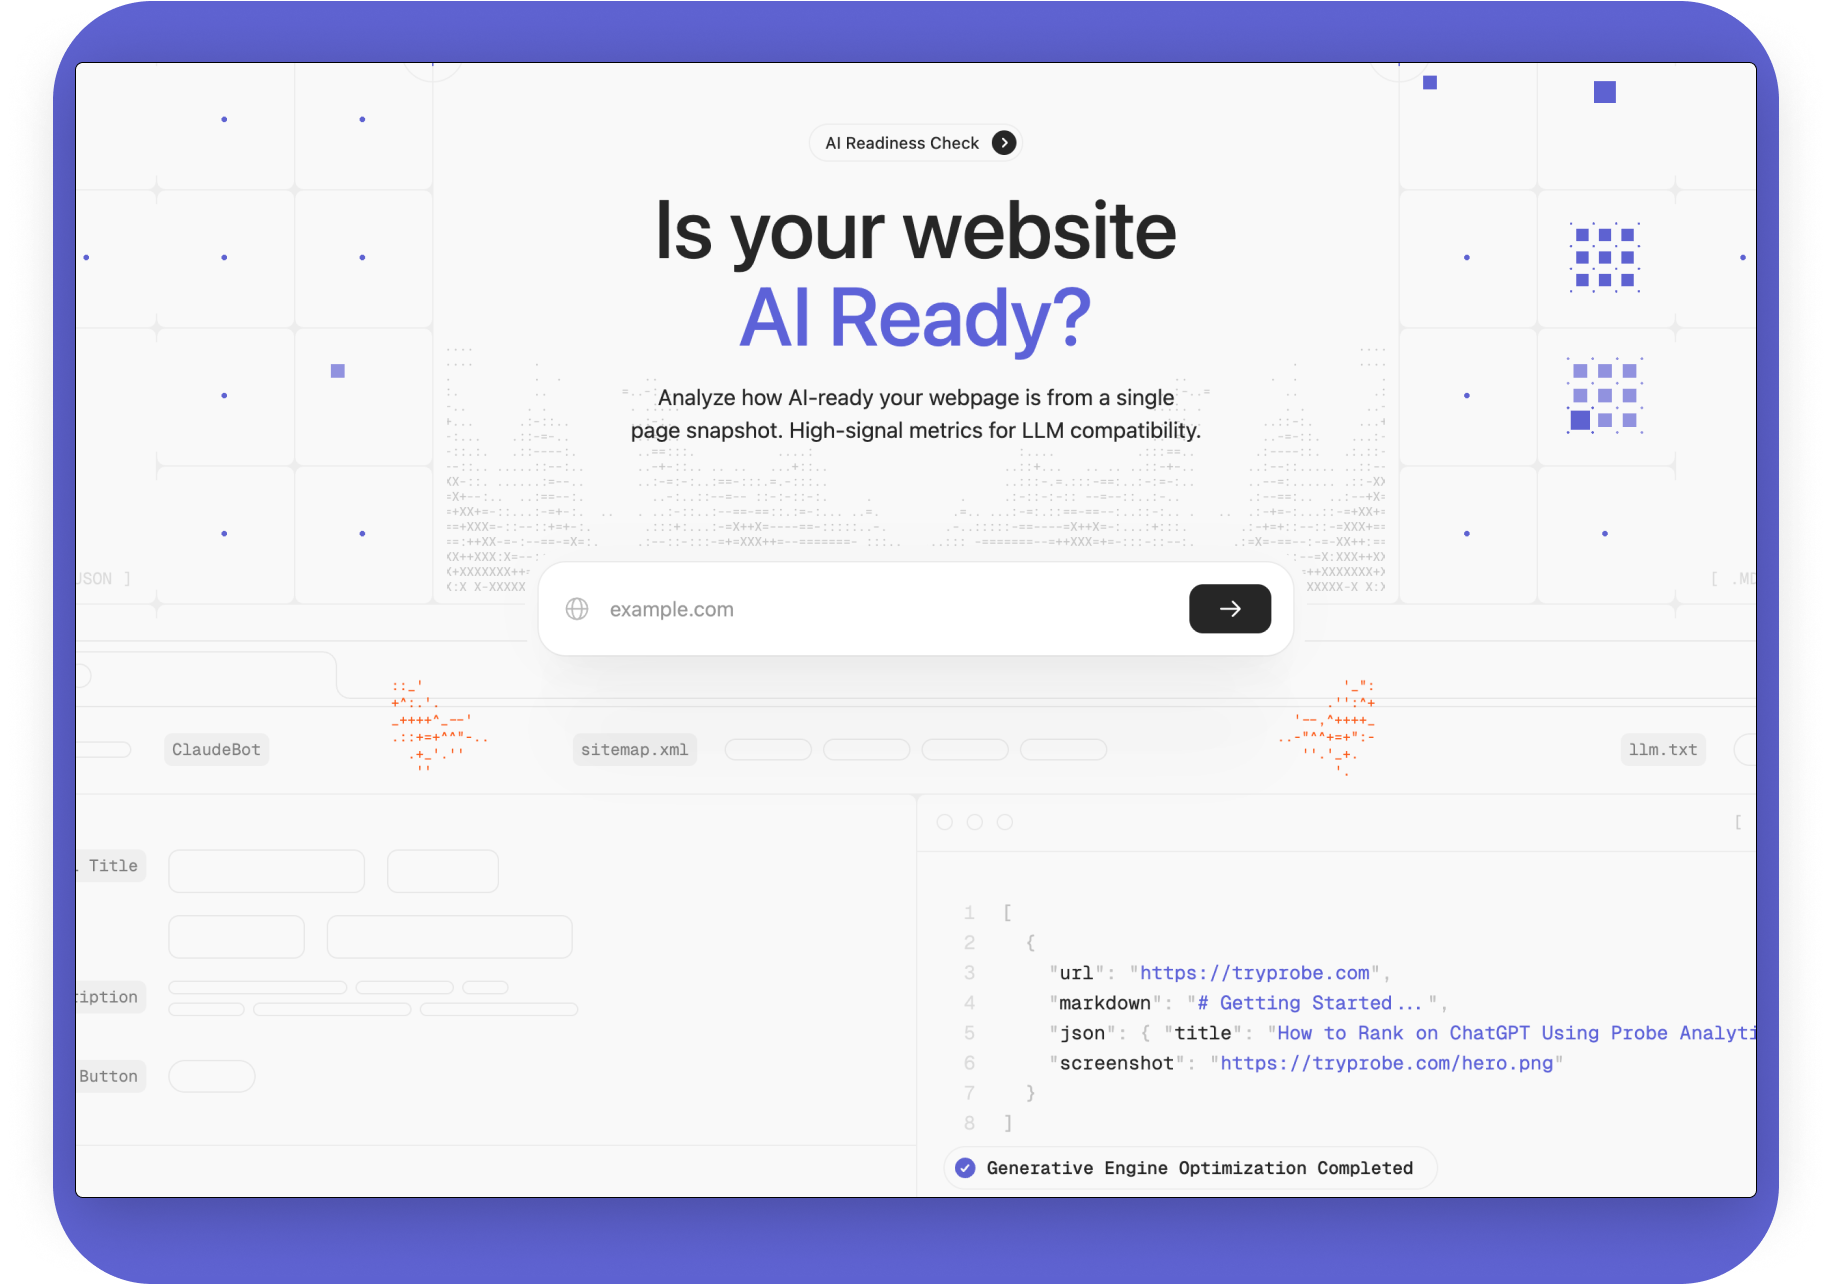 AI Readiness Check
Is your website
AI Ready?
Analyze how AI-ready your webpage is from a single
page snapshot. High-signal metrics for LLM compatibility.
JSON ]
[ .MD
example.com
ClaudeBot
sitemap.xml
llm.txt
Title
ription
Button
[
1 [
2 {
3 "url": "https://tryprobe.com",
4 "markdown": "# Getting Started...",
5 "json": { "title": "How to Rank on ChatGPT Using Probe Analyti
6 "screenshot": "https://tryprobe.com/hero.png"
7 }
8 ]
Generative Engine Optimization Completed